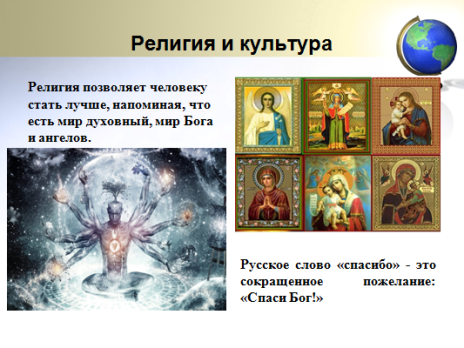 Религия и культура
Религия позволяет человеку
стать лучше, напоминая, что
есть мир духовный, мир Бога
и ангелов.
Русское слово «спасибо» - это
сокращенное пожелание:
«Спаси Бог!»